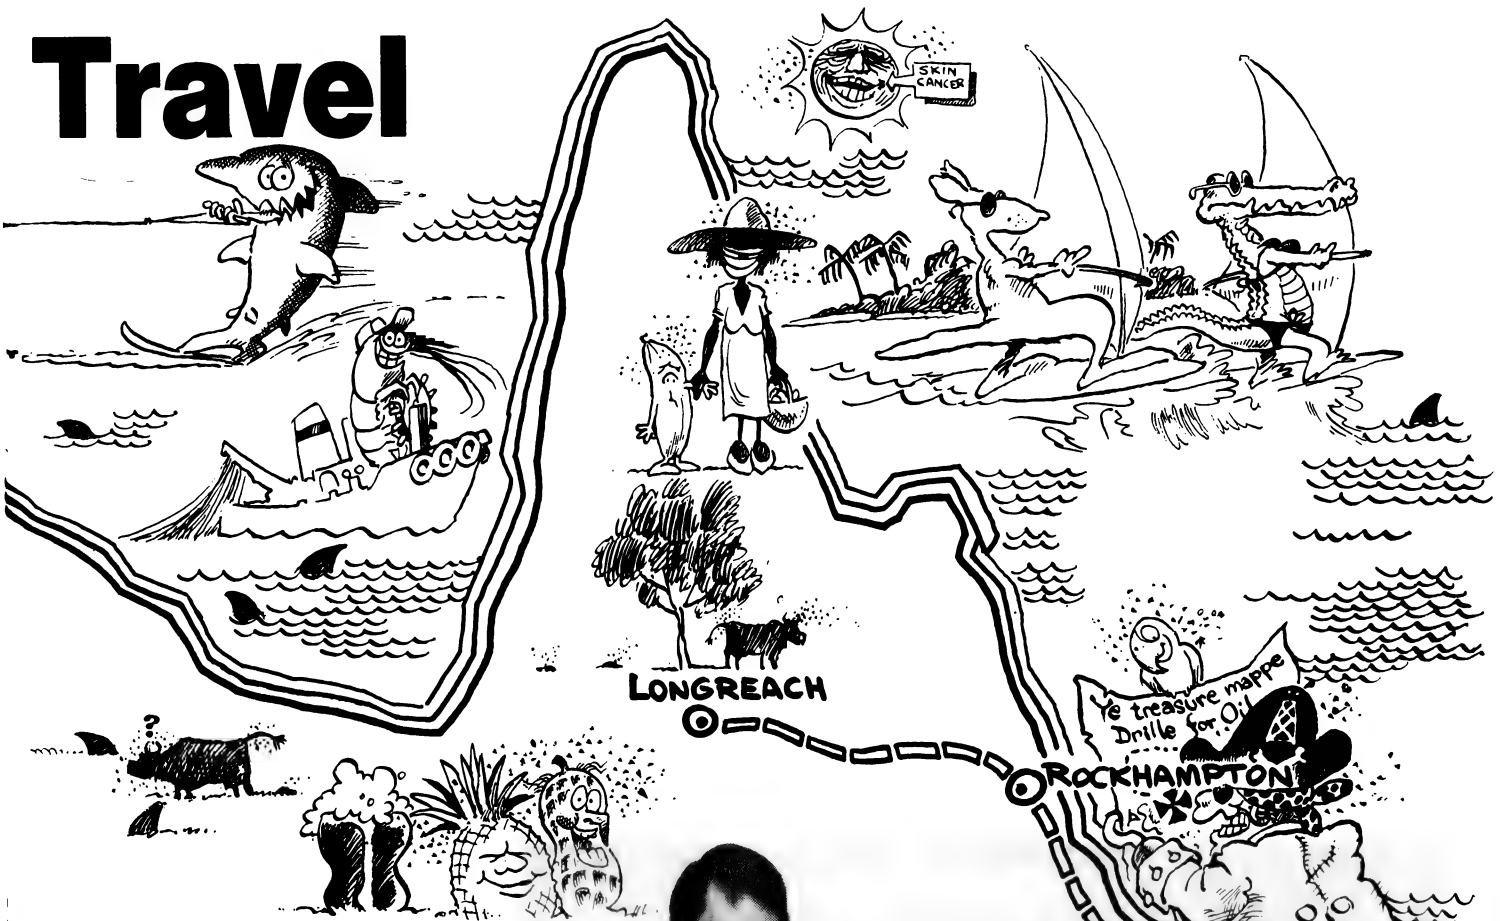 Travel
SKIN
CANCER
LONGREACH
?
Ye treasure mappe
Drille for Oil
ROCKHAMPTON